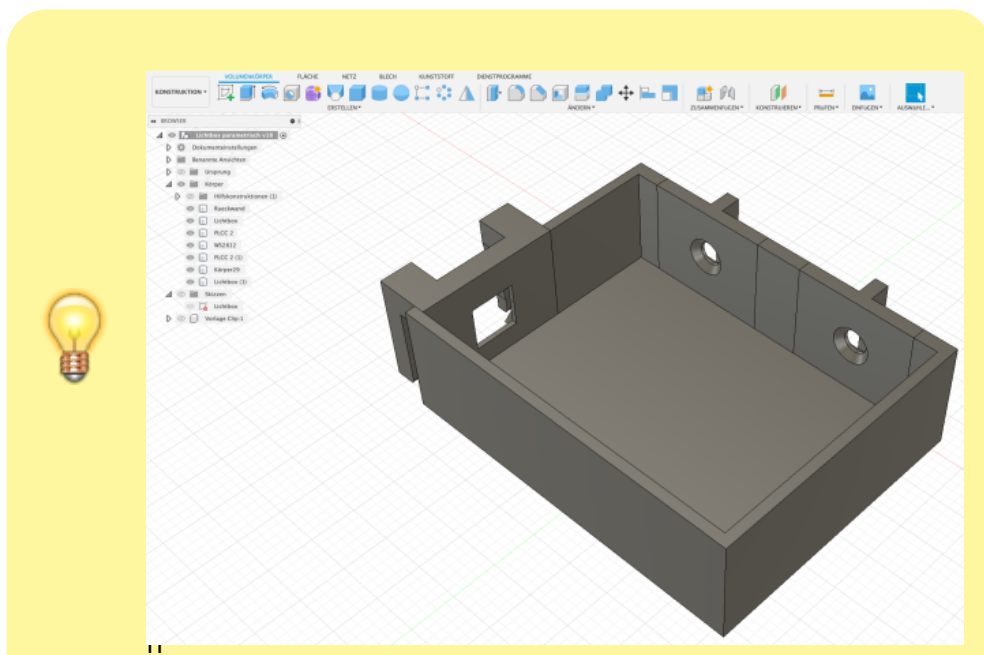 VOLUMENKÖRPER FLÄCHE NETZ BLECH KUNSTSTOFF DIENSTPROGRAMME
KONSTRUKTION
ERSTELLEN ÄNDERN ZUSAMMENFÜGEN KONSTRUIEREN PRÜFEN EINFÜGEN AUSWÄHLE...
BROWSER
Lichtbox parametrisch v18
Dokumenteinstellungen
Benannte Ansichten
Ursprung
Körper
Hilfskonstruktionen (1)
Rueckwand
Lichtbox
PLCC 2
WS2812
PLCC 2 (1)
Körper29
Lichtbox (1)
Skizzen
Lichtbox
Vorlage Clip:1